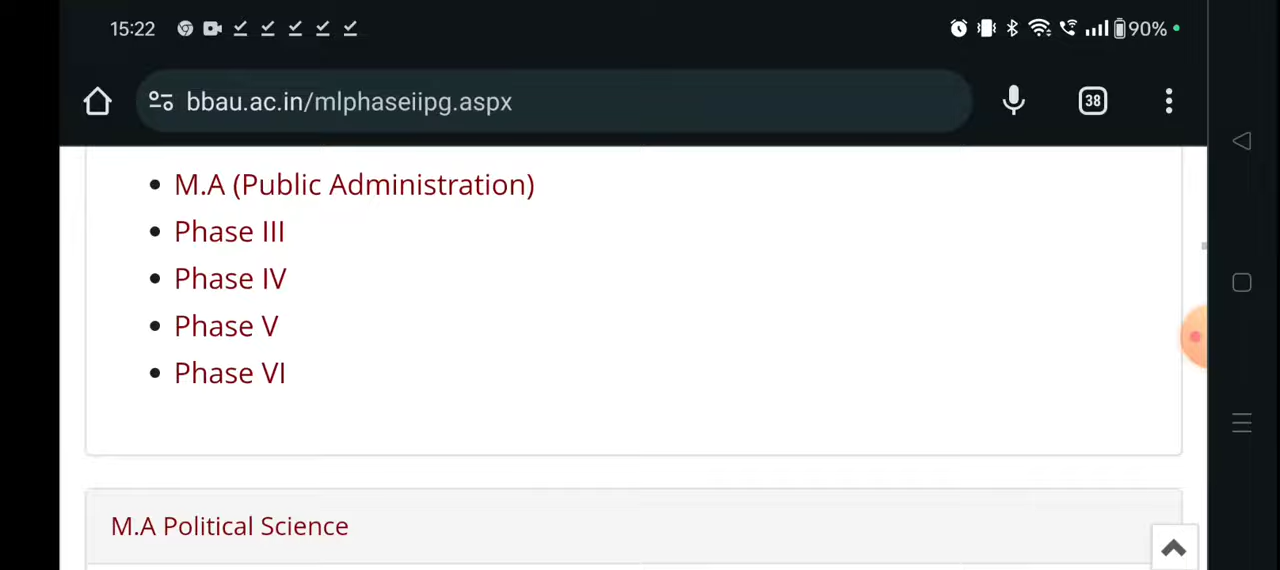 15:22 90%
bbau.ac.in/mlphaseiipg.aspx 38
M.A (Public Administration)
Phase III
Phase IV
Phase V
Phase VI
M.A Political Science